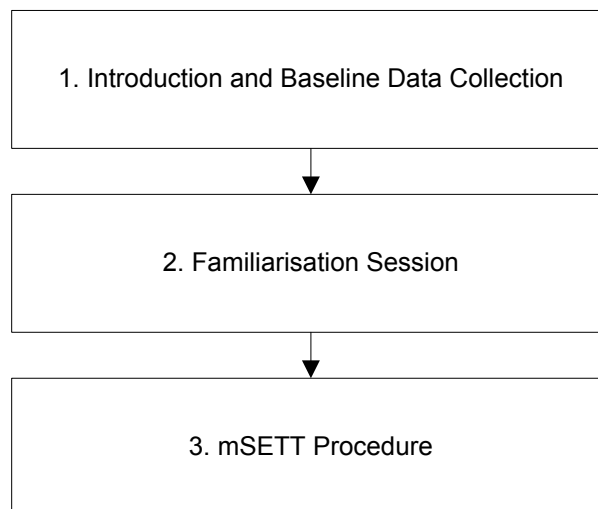 1. Introduction and Baseline Data Collection
2. Familiarisation Session
3. mSETT Procedure